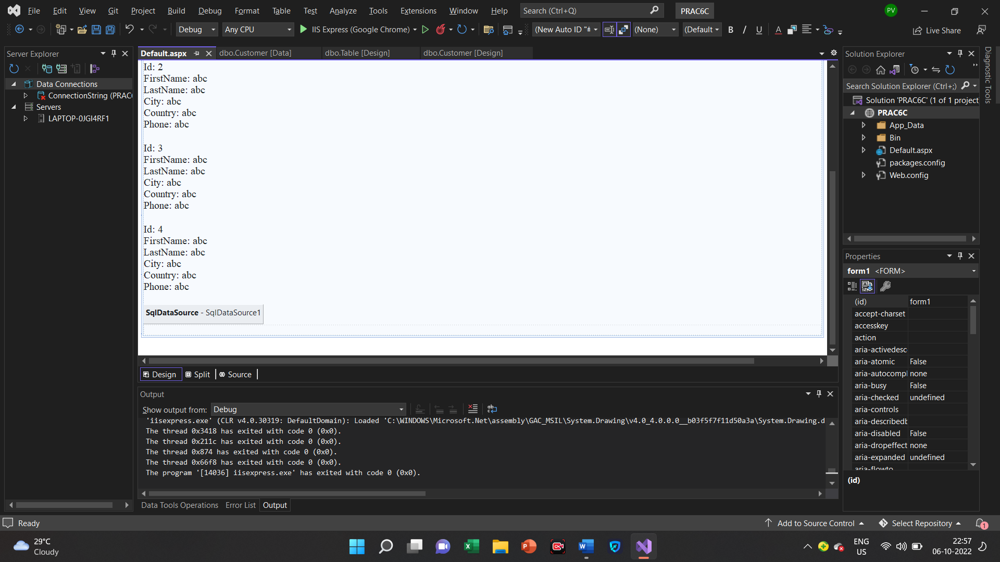 File Edit View Git Project Build Debug Format Table Test Analyze Tools Extensions Window Help Search (Ctrl+Q) PRAC6C PV
Debug Any CPU IIS Express (Google Chrome) (New Auto ID "# (None) (Default B I U A Live Share
Server Explorer
Data Connections
ConnectionString (PRAC
Servers
LAPTOP-0JGI4RF1
Default.aspx dbo.Customer [Data] dbo.Table [Design] dbo.Customer [Design]
Id: 2
FirstName: abc
LastName: abc
City: abc
Country: abc
Phone: abc
Id: 3
FirstName: abc
LastName: abc
City: abc
Country: abc
Phone: abc
Id: 4
FirstName: abc
LastName: abc
City: abc
Country: abc
Phone: abc
SqlDataSource - SqlDataSource1
Design Split Source
Output
Show output from: Debug
'iisexpress.exe' (CLR v4.0.30319: DefaultDomain): Loaded 'C:\WINDOWS\Microsoft.Net\assembly\GAC_MSIL\System.Drawing\v4.0_4.0.0.0__b03f5f7f11d50a3a\System.Drawing.d
The thread 0x3418 has exited with code 0 (0x0).
The thread 0x211c has exited with code 0 (0x0).
The thread 0x874 has exited with code 0 (0x0).
The thread 0x66f8 has exited with code 0 (0x0).
The program '[14036] iisexpress.exe' has exited with code 0 (0x0).
Data Tools Operations Error List Output
Solution Explorer
Search Solution Explorer (Ctrl+;)
Solution 'PRAC6C' (1 of 1 project
PRAC6C
App_Data
Bin
Default.aspx
packages.config
Web.config
Diagnostic Tools
Properties
form1 <FORM>
(id) form1
accept-charset
accesskey
action
aria-activedesc
aria-atomic False
aria-autocompl none
aria-busy False
aria-checked undefined
aria-controls
aria-describedb
aria-disabled False
aria-dropeffect none
aria-expanded undefined
aria-flowto
(id)
Ready Add to Source Control Select Repository 1
29°C
Cloudy
ENG
US
22:57
06-10-2022